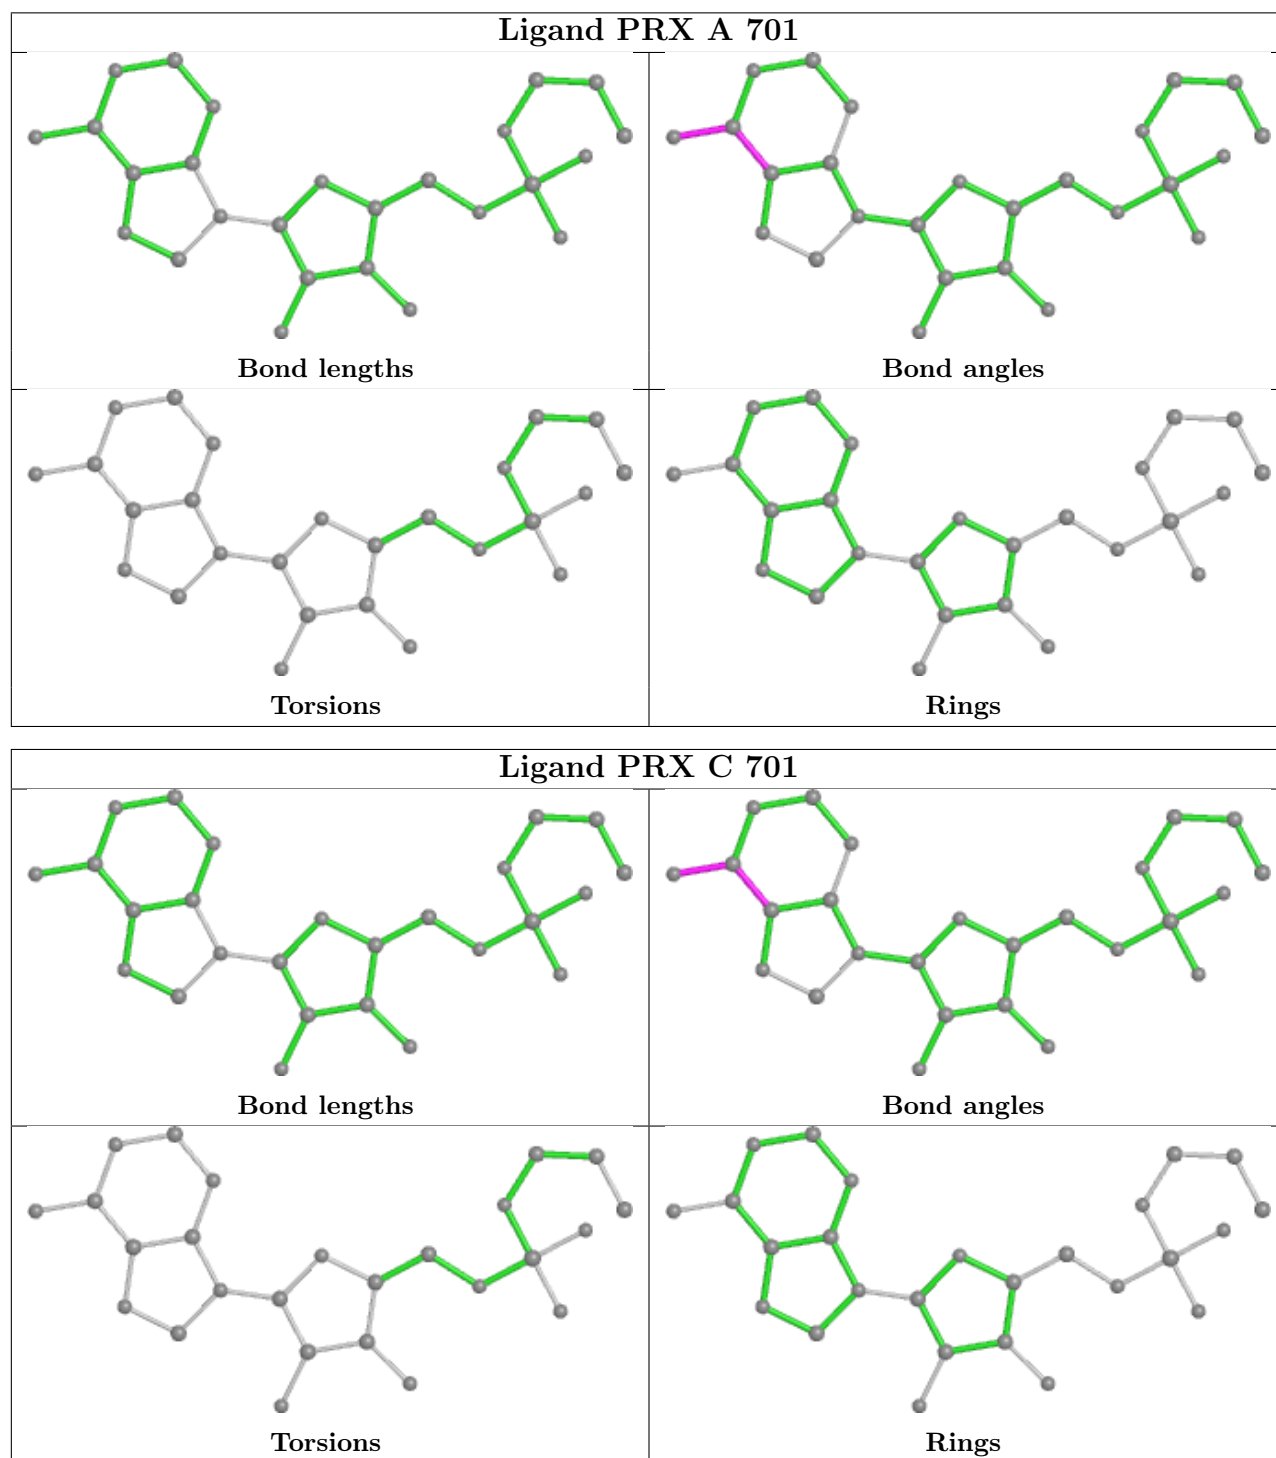 Ligand PRX A 701
Bond lengths
Bond angles
Torsions
Rings
Ligand PRX C 701
Bond lengths
Bond angles
Torsions
Rings